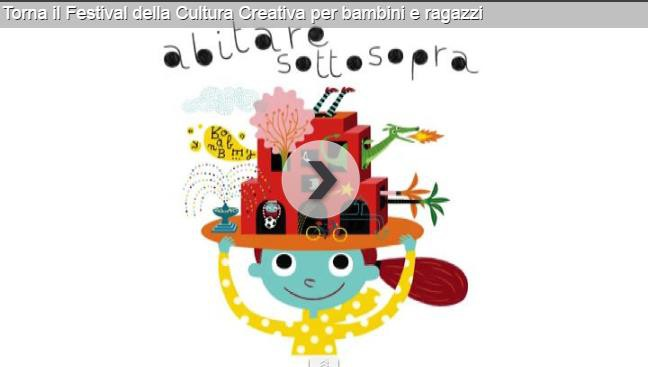 Torna il Festival della Cultura Creativa per bambini e ragazzi
abitare
sottosopra